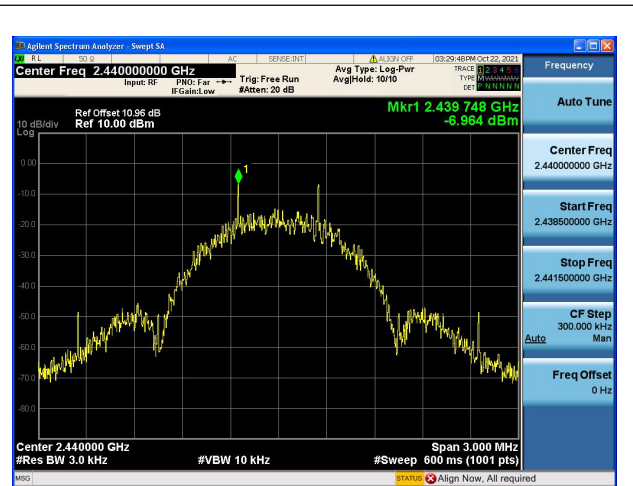 Agilent Spectrum Analyzer - Swept SA
RL 50 Ω AC SENSE:INT ALIGN OFF 03:29:48PM Oct 22, 2021
Center Freq 2.440000000 GHz
Input: RF PNO: Far IFGain:Low
Trig: Free Run
#Atten: 20 dB
Avg Type: Log-Pwr
Avg|Hold: 10/10
TRACE 1 2 3 4 5 6
TYPE MWWWWW
DET P N N N N N
Ref Offset 10.96 dB
10 dB/div Ref 10.00 dBm
Log
Mkr1 2.439 748 GHz
-6.964 dBm
1
0.00
-10.0
-20.0
-30.0
-40.0
-50.0
-60.0
-70.0
-80.0
Center 2.440000 GHz Span 3.000 MHz
#Res BW 3.0 kHz #VBW 10 kHz #Sweep 600 ms (1001 pts)
MSG STATUS Align Now, All required
Frequency
Auto Tune
Center Freq
2.440000000 GHz
Start Freq
2.438500000 GHz
Stop Freq
2.441500000 GHz
CF Step
300.000 kHz
Auto Man
Freq Offset
0 Hz